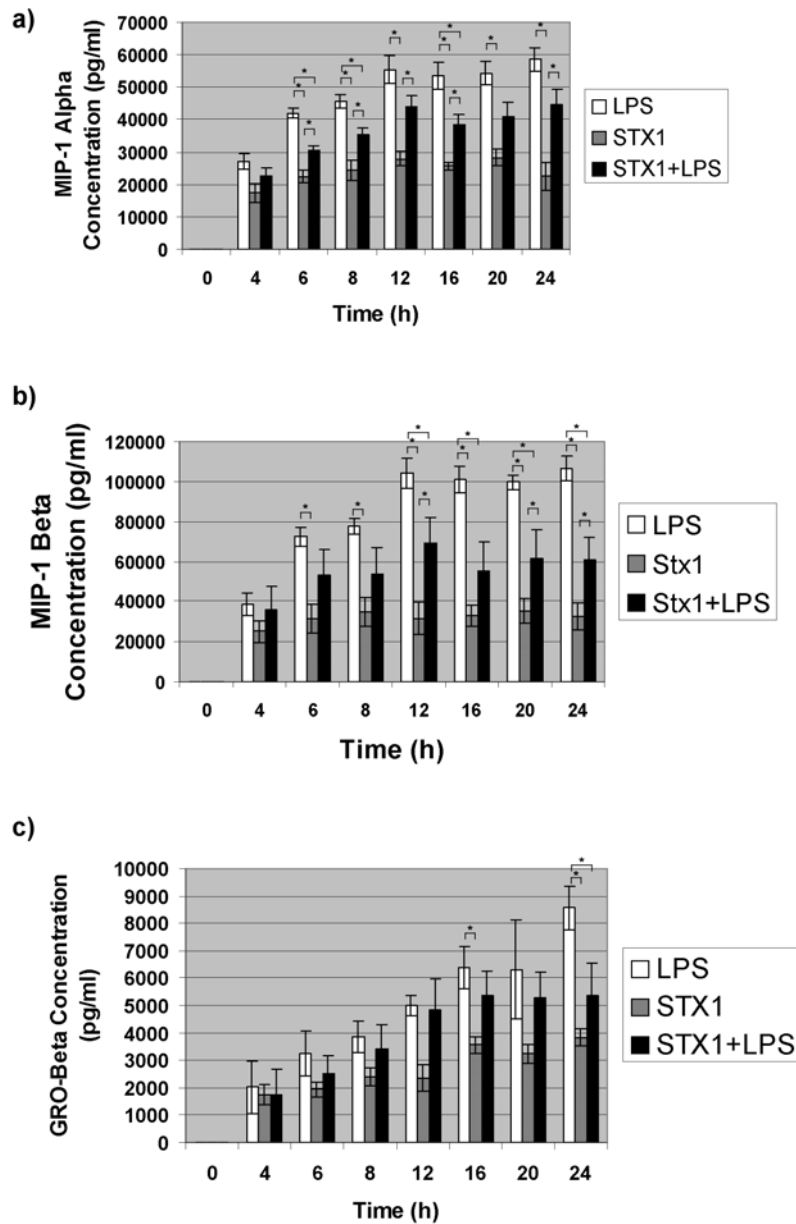 a)
MIP-1 Alpha
Concentration (pg/ml)
70000
60000
50000
40000
30000
20000
10000
0
* * * * * * * * * * * * * *
0 4 6 8 12 16 20 24
Time (h)
LPS
STX1
STX1+LPS
b)
MIP-1 Beta
Concentration (pg/ml)
120000
100000
80000
60000
40000
20000
0
* * * * * * * * * * * * *
0 4 6 8 12 16 20 24
Time (h)
LPS
Stx1
Stx1+LPS
c)
GRO-Beta Concentration
(pg/ml)
10000
9000
8000
7000
6000
5000
4000
3000
2000
1000
0
* * *
0 4 6 8 12 16 20 24
Time (h)
LPS
STX1
STX1+LPS